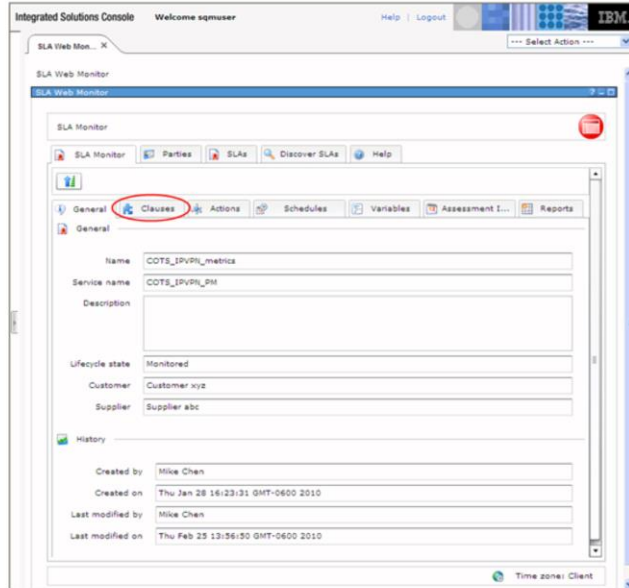 Integrated Solutions Console Welcome sqmuser Help | Logout IBM.
SLA Web Mon... X --- Select Action ---
SLA Web Monitor
SLA Web Monitor
SLA Monitor
SLA Monitor Parties SLAs Discover SLAs Help
General Clauses Actions Schedules Variables Assessment I... Reports
General
Name COTS_IPVPN_metrics
Service name COTS_IPVPN_PM
Description
Lifecycle state Monitored
Customer Customer xyz
Supplier Supplier abc
History
Created by Mike Chen
Created on Thu Jan 28 16:23:31 GMT-0600 2010
Last modified by Mike Chen
Last modified on Thu Feb 25 13:56:50 GMT-0600 2010
Time zone: Client